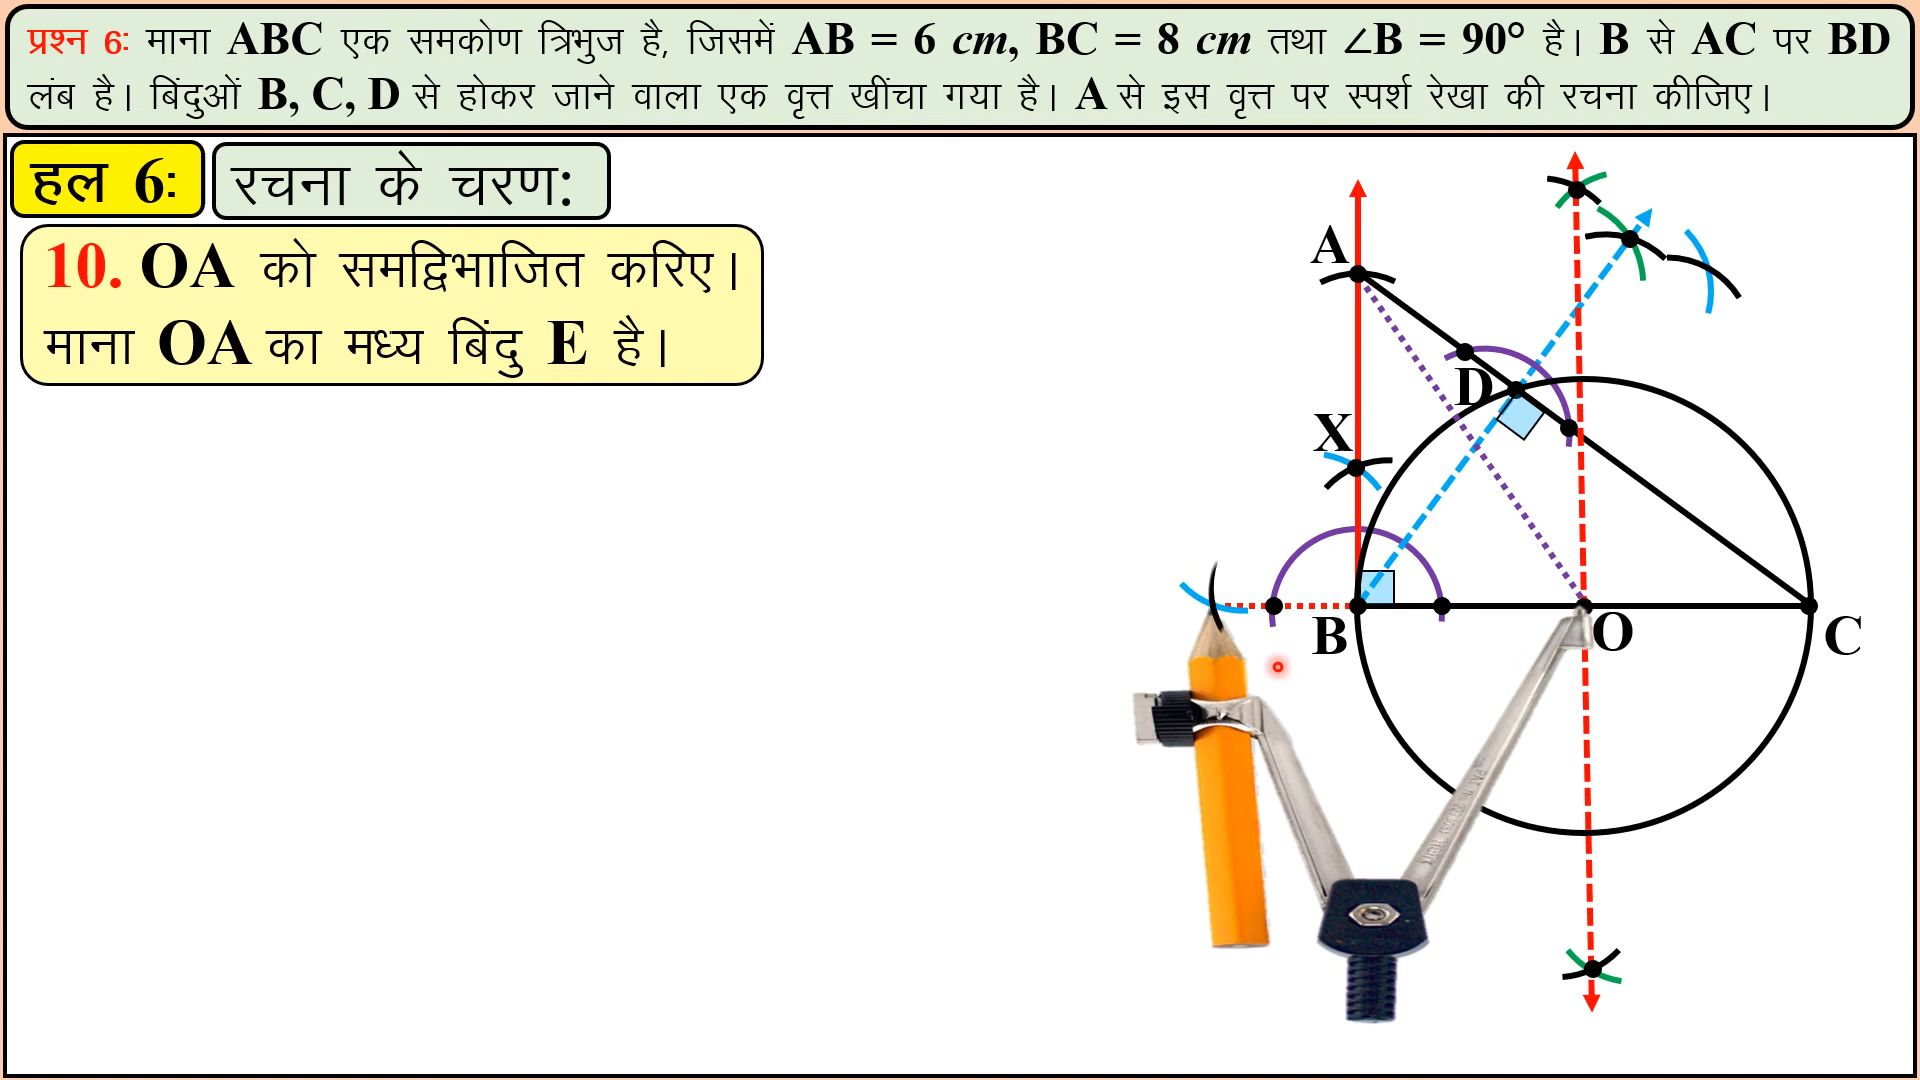 प्रश्न 6: माना ABC एक समकोण त्रिभुज है, जिसमें AB = 6 cm, BC = 8 cm तथा ∠B = 90° है। B से AC पर BD
लंब है। बिंदुओं B, C, D से होकर जाने वाला एक वृत्त खींचा गया है। A से इस वृत्त पर स्पर्श रेखा की रचना कीजिए।
हल 6: रचना के चरण:
10. OA को समद्विभाजित करिए।
माना OA का मध्य बिंदु E है।
A
D
X
B
O
C